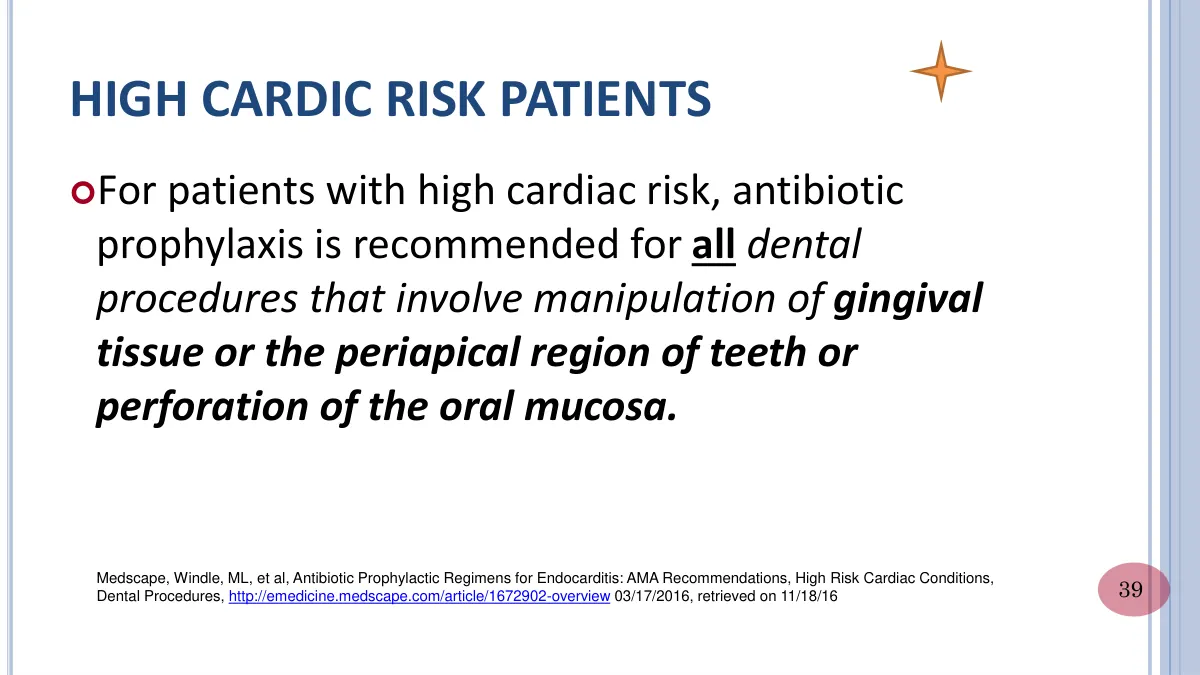 HIGH CARDIC RISK PATIENTS
For patients with high cardiac risk, antibiotic
prophylaxis is recommended for all dental
procedures that involve manipulation of gingival
tissue or the periapical region of teeth or
perforation of the oral mucosa.
Medscape, Windle, ML, et al, Antibiotic Prophylactic Regimens for Endocarditis: AMA Recommendations, High Risk Cardiac Conditions,
Dental Procedures, http://emedicine.medscape.com/article/1672902-overview 03/17/2016, retrieved on 11/18/16
39